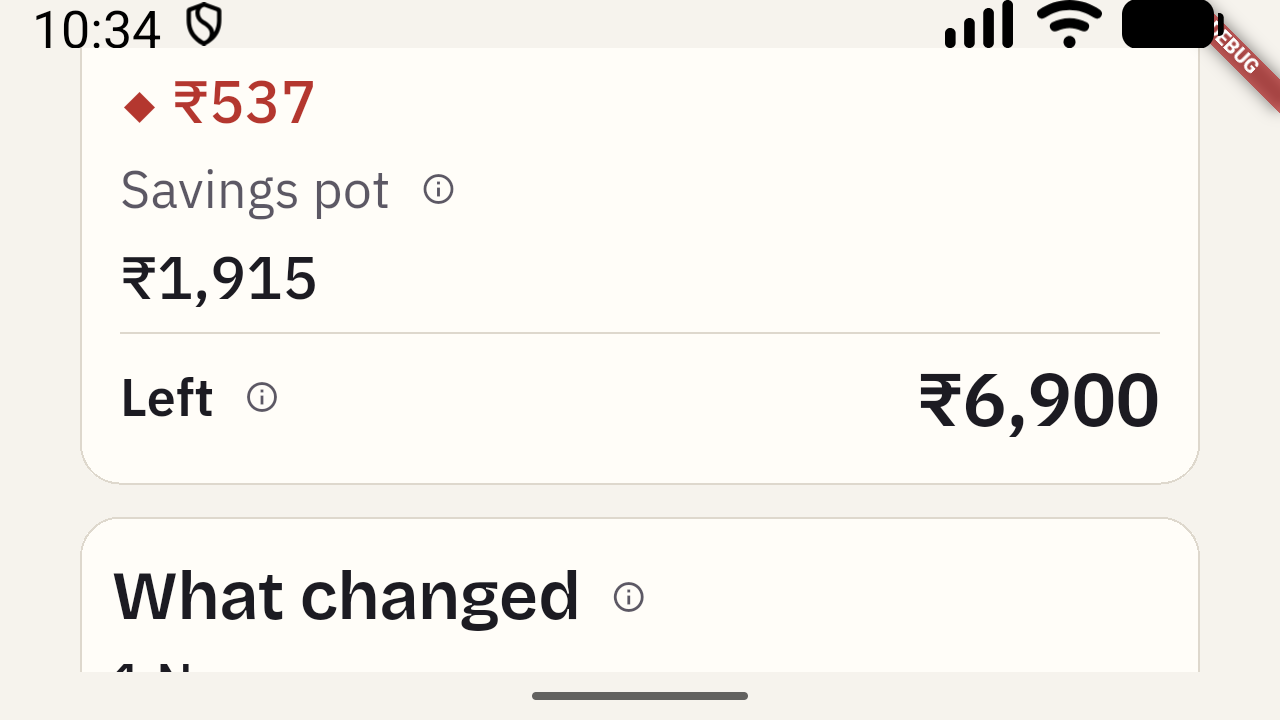 10:34
DEBUG
◆ ₹537
Savings pot
₹1,915
Left ₹6,900
What changed